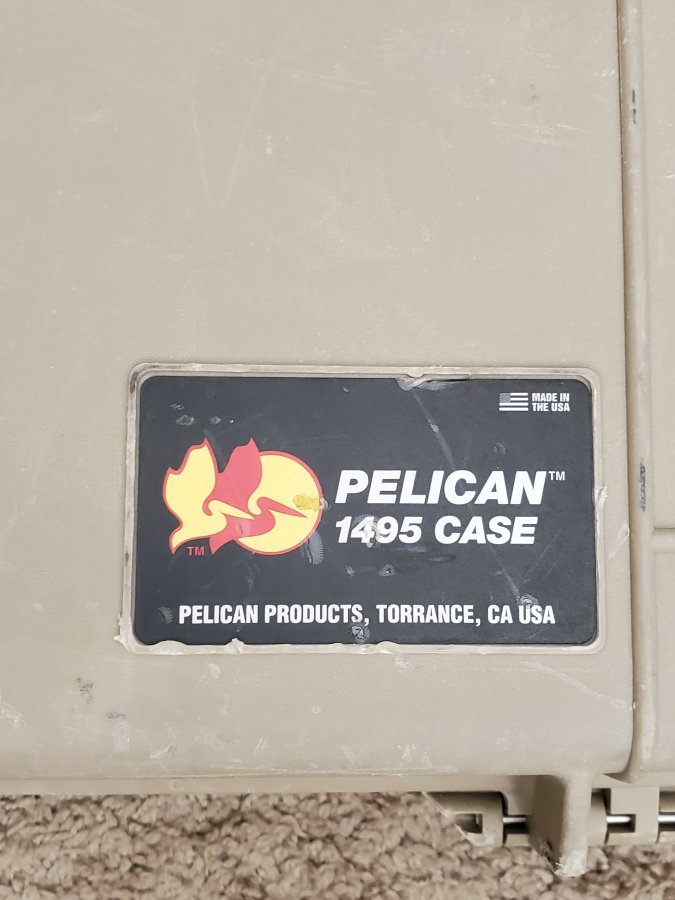 MADE IN
THE USA
PELICAN™
1495 CASE
TM
PELICAN PRODUCTS, TORRANCE, CA USA